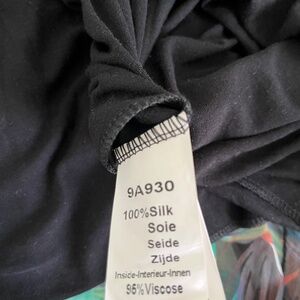 9A930
100%Silk
Soie
Seide
Zijde
Inside-Interieur-Innen
95%Viscose